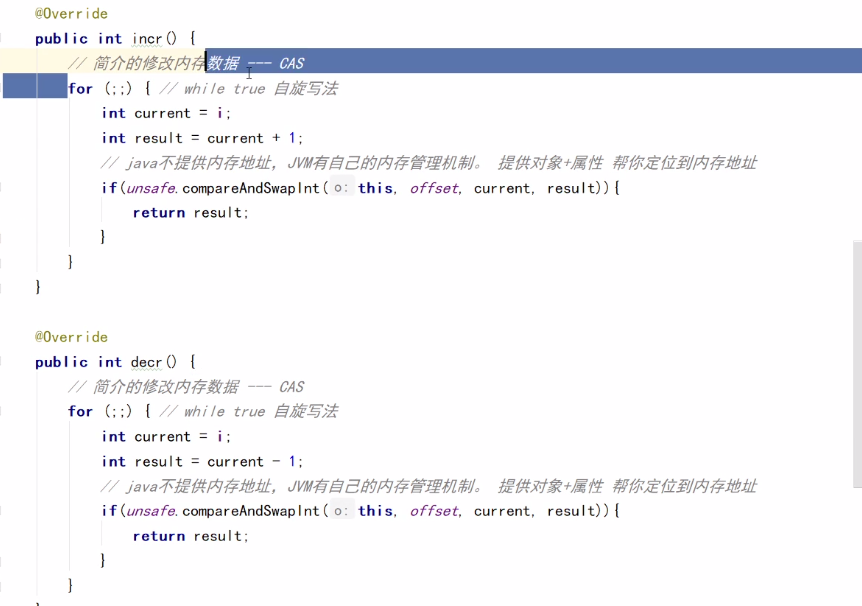 @Override
public int incr() {
// 简介的修改内存数据 --- CAS
for (;;) { // while true 自旋写法
int current = i;
int result = current + 1;
// java不提供内存地址，JVM有自己的内存管理机制。 提供对象+属性 帮你定位到内存地址
if(unsafe.compareAndSwapInt( o: this, offset, current, result)){
return result;
}
}
}
@Override
public int decr() {
// 简介的修改内存数据 --- CAS
for (;;) { // while true 自旋写法
int current = i;
int result = current - 1;
// java不提供内存地址，JVM有自己的内存管理机制。 提供对象+属性 帮你定位到内存地址
if(unsafe.compareAndSwapInt( o: this, offset, current, result)){
return result;
}
}